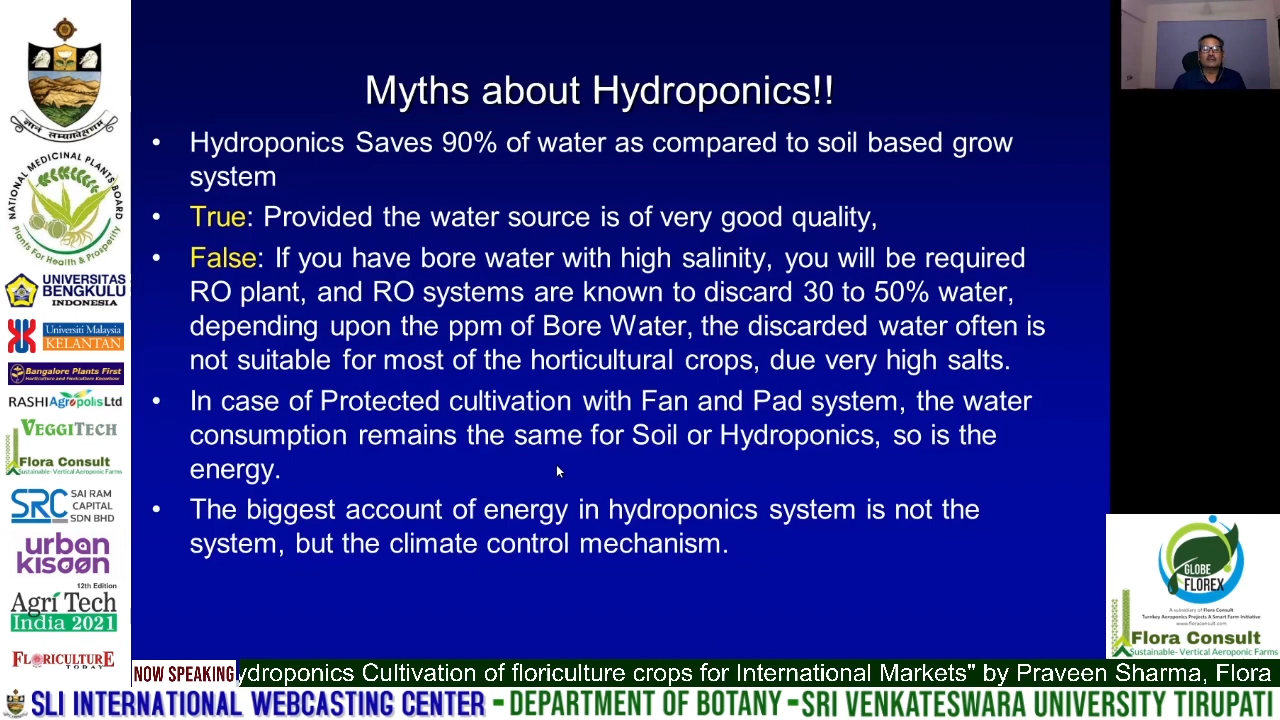 Myths about Hydroponics!!
• Hydroponics Saves 90% of water as compared to soil based grow
system
• True: Provided the water source is of very good quality,
• False: If you have bore water with high salinity, you will be required
RO plant, and RO systems are known to discard 30 to 50% water,
depending upon the ppm of Bore Water, the discarded water often is
not suitable for most of the horticultural crops, due very high salts.
• In case of Protected cultivation with Fan and Pad system, the water
consumption remains the same for Soil or Hydroponics, so is the
energy.
• The biggest account of energy in hydroponics system is not the
system, but the climate control mechanism.
NATIONAL MEDICINAL PLANTS BOARD
Plants For Health & Prosperity
UNIVERSITAS
BENGKULU
INDONESIA
Universiti Malaysia
KELANTAN
Bangalore Plants First
Horticulture and Floriculture Excellence
RASHI Agropolis Ltd
VEGGITECH
Flora Consult
Sustainable- Vertical Aeroponic Farms
SRC
SAI RAM
CAPITAL
SDN BHD
urban
kisaan
12th Edition
Agri Tech
India 2021
FLORICULTURE
TODAY
GLOBE
FLOREX
A subsidiary of Flora Consult
Turnkey Aeroponics Projects A Smart Farm Initiative
www.floraconsult.com
Flora Consult
Sustainable- Vertical Aeroponic Farms
NOW SPEAKING
ydroponics Cultivation of floriculture crops for International Markets" by Praveen Sharma, Flora
SLI INTERNATIONAL WEBCASTING CENTER - DEPARTMENT OF BOTANY - SRI VENKATESWARA UNIVERSITY TIRUPATI